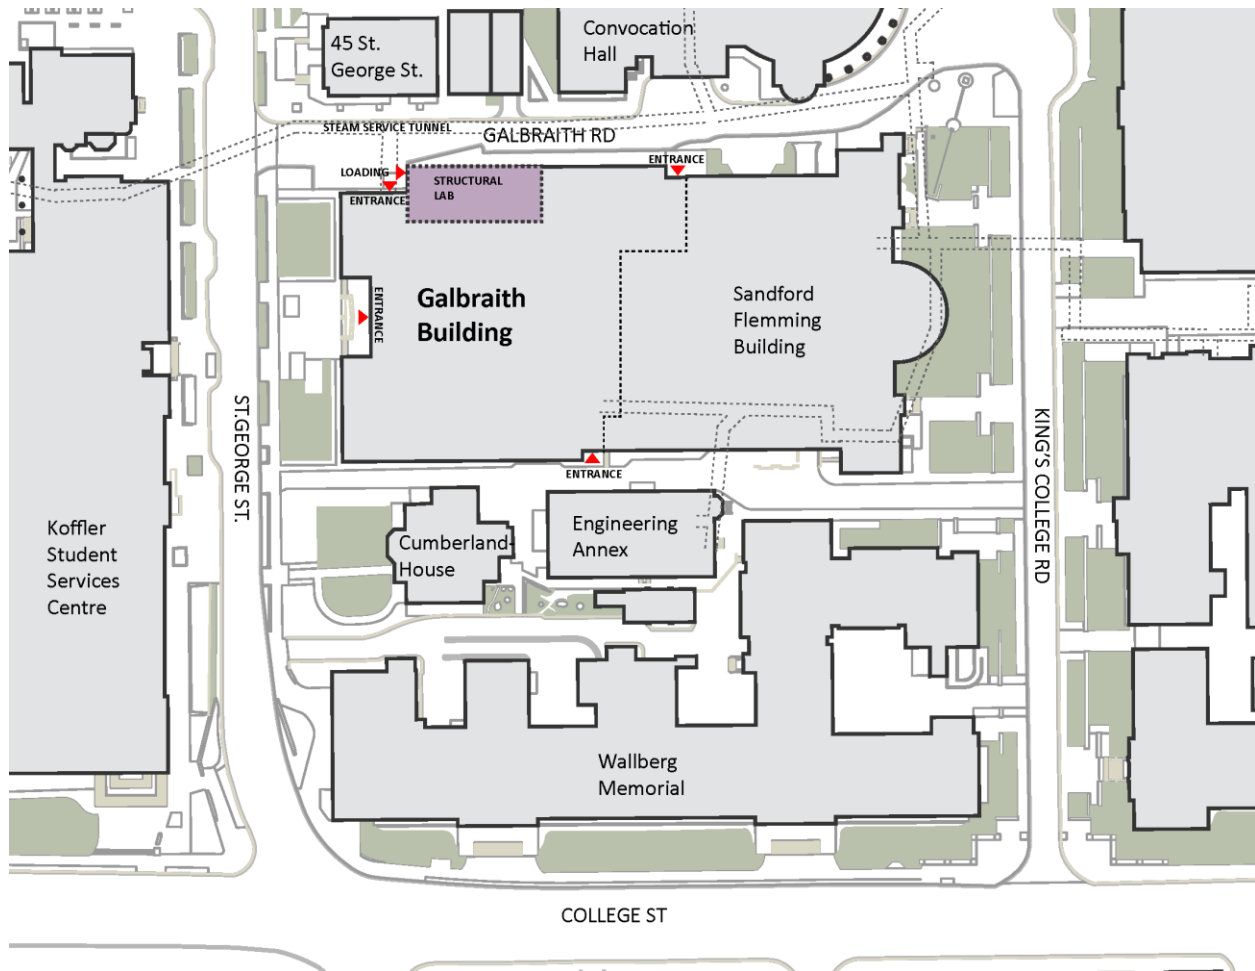 Convocation
Hall
45 St.
George St.
STEAM SERVICE TUNNEL
GALBRAITH RD
LOADING
ENTRANCE
STRUCTURAL
LAB
ENTRANCE
ENTRANCE
Galbraith
Building
Sandford
Flemming
Building
ST.GEORGE ST.
KING'S COLLEGE RD
ENTRANCE
Koffler
Student
Services
Centre
Cumberland-
House
Engineering
Annex
Wallberg
Memorial
COLLEGE ST